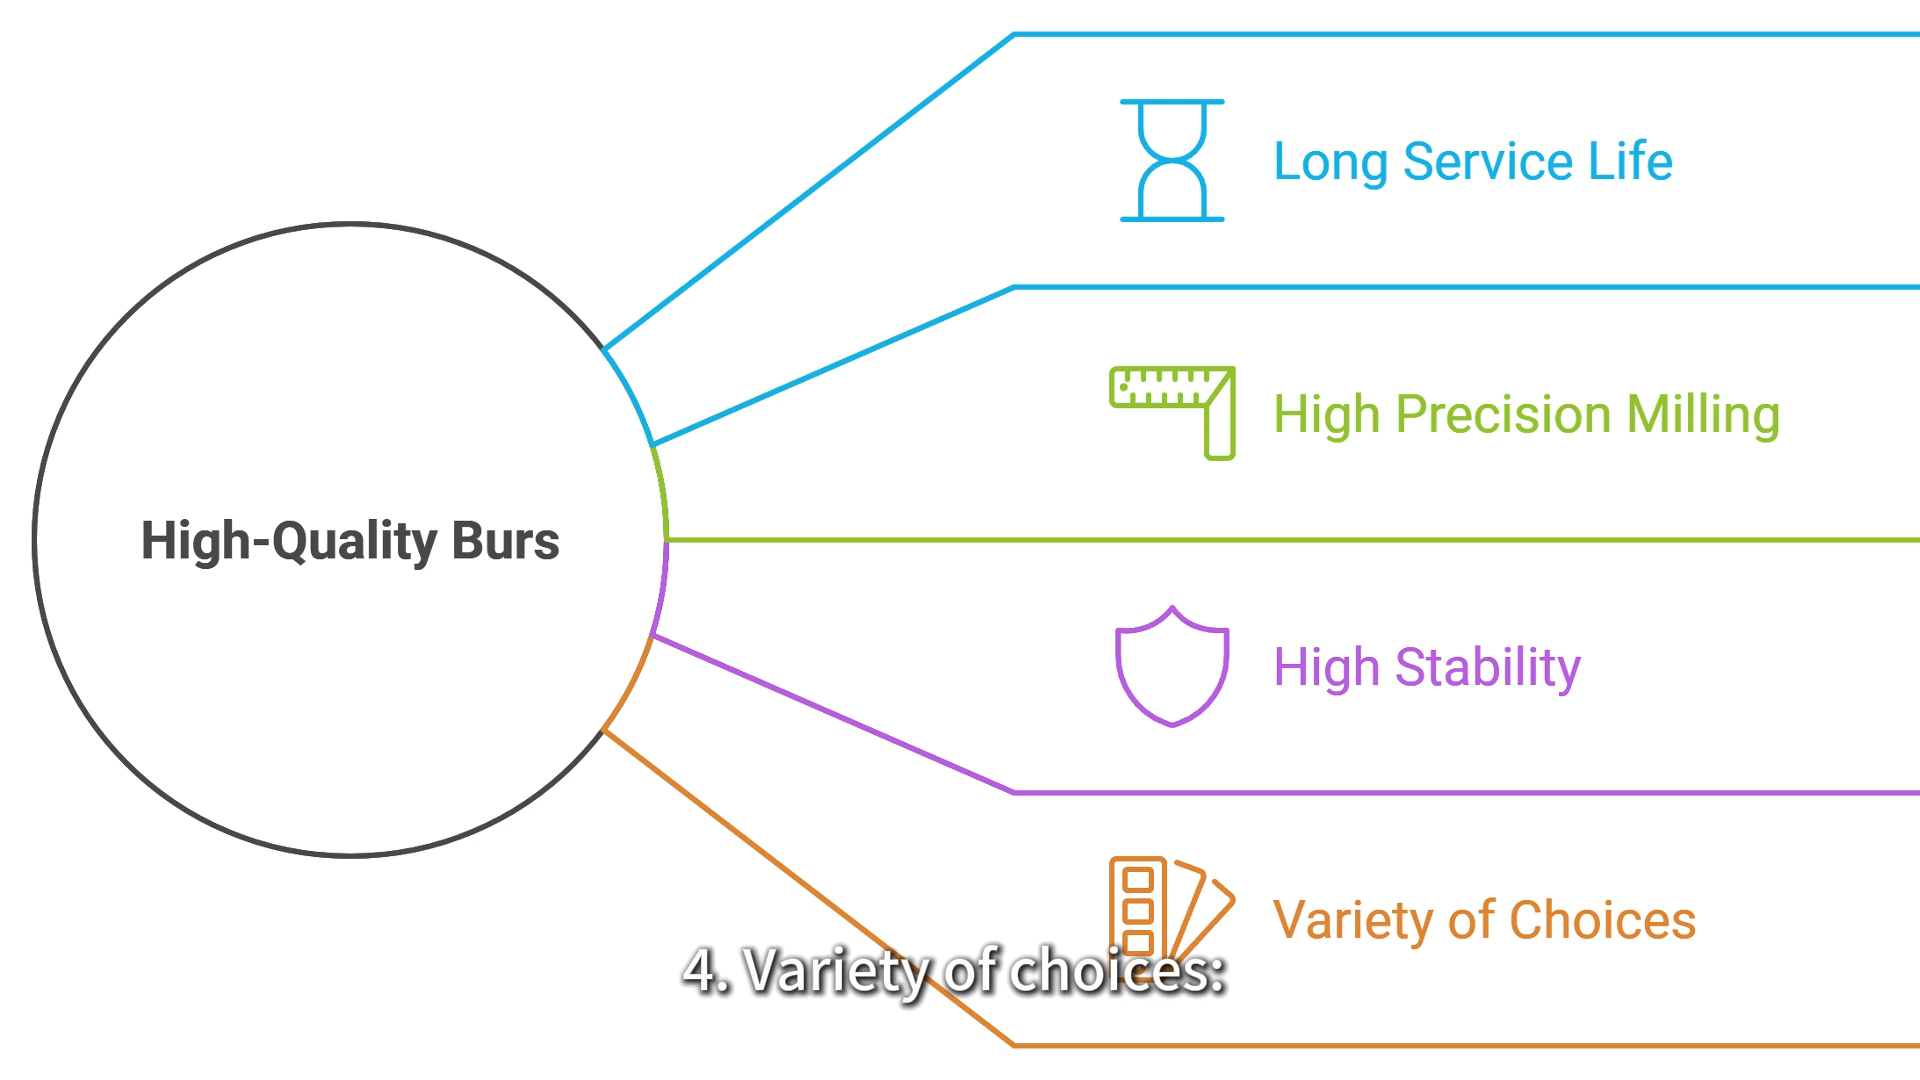 High-Quality Burs
Long Service Life
High Precision Milling
High Stability
Variety of Choices
4. Variety of choices: